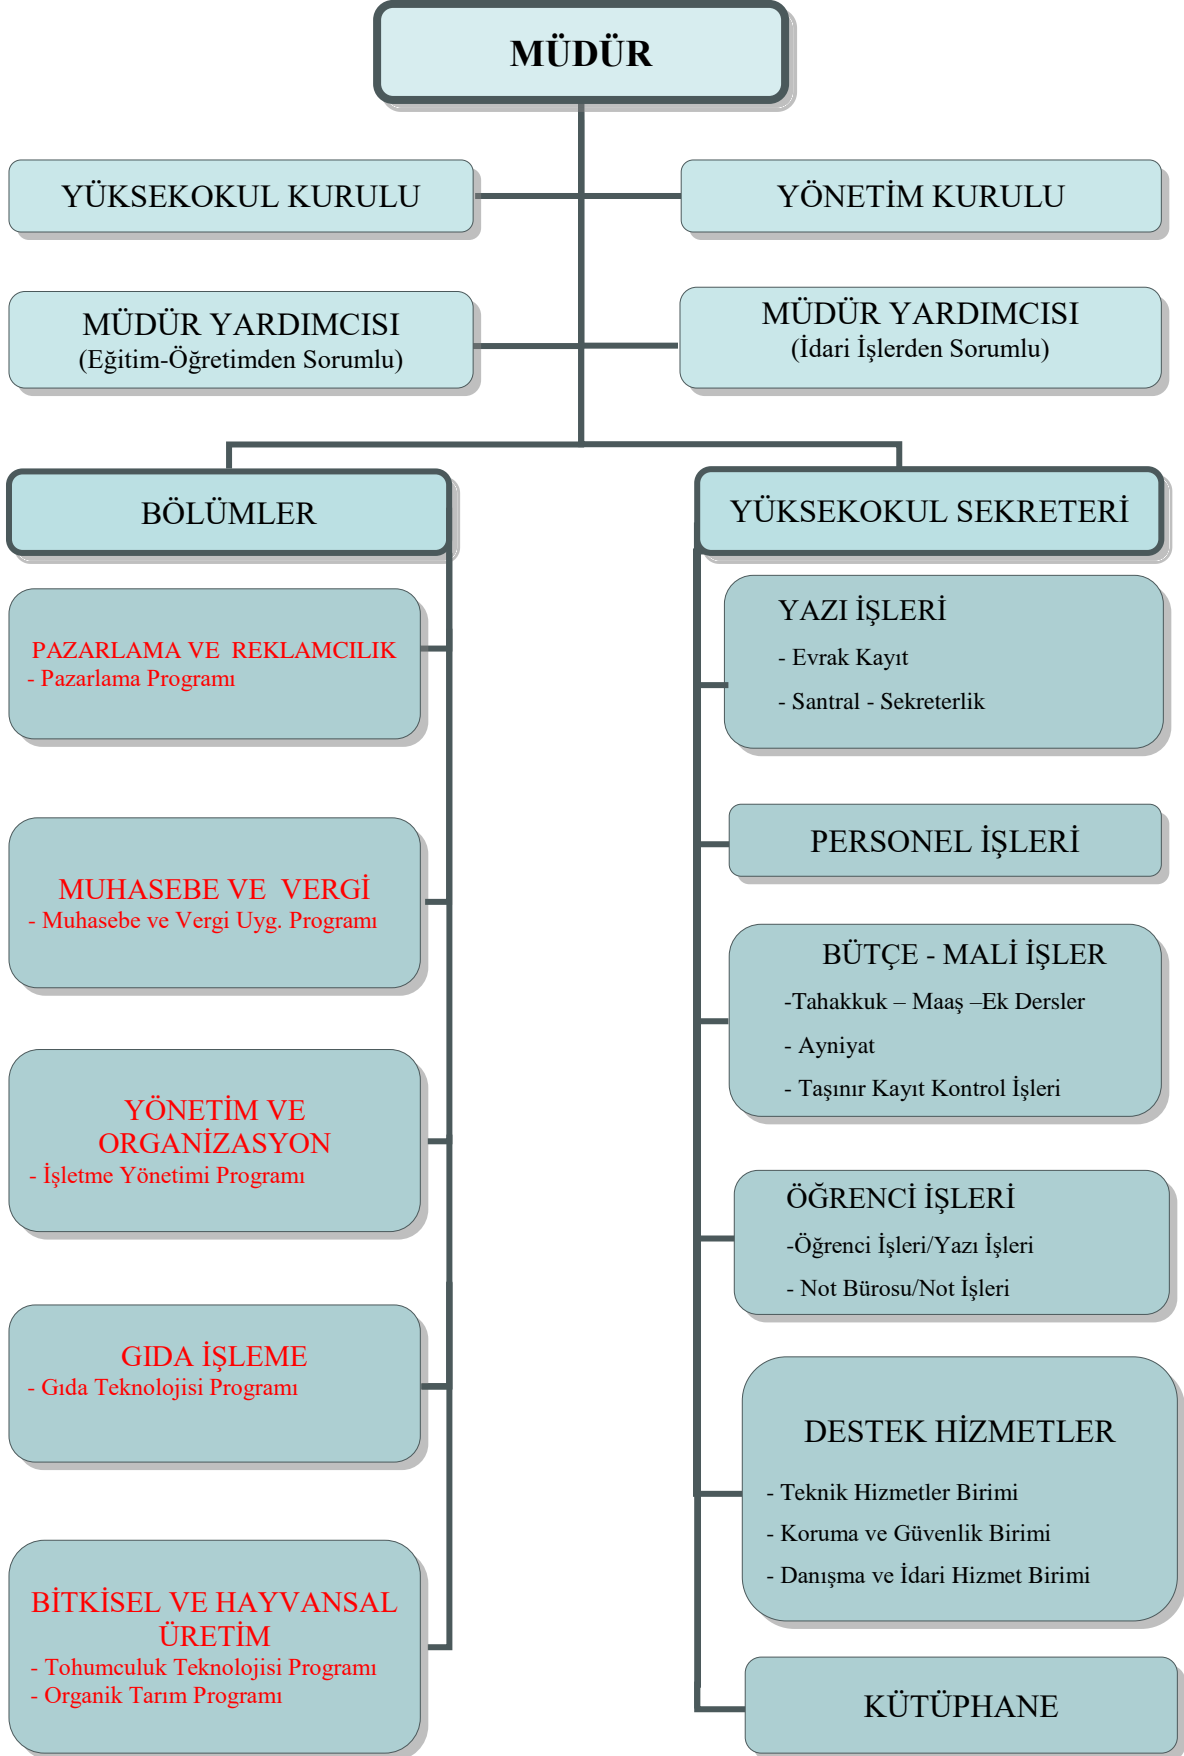 MÜDÜR
YÜKSEKOKUL KURULU
YÖNETİM KURULU
MÜDÜR YARDIMCISI
(Eğitim-Öğretimden Sorumlu)
MÜDÜR YARDIMCISI
(İdari İşlerden Sorumlu)
BÖLÜMLER
PAZARLAMA VE  REKLAMCILIK
- Pazarlama Programı
MUHASEBE VE  VERGİ
- Muhasebe ve Vergi Uyg. Programı
YÖNETİM VE
ORGANİZASYON
- İşletme Yönetimi Programı
GIDA İŞLEME
- Gıda Teknolojisi Programı
BİTKİSEL VE HAYVANSAL
ÜRETİM
- Tohumculuk Teknolojisi Programı
- Organik Tarım Programı
YÜKSEKOKUL SEKRETERİ
YAZI İŞLERİ
- Evrak Kayıt
- Santral - Sekreterlik
PERSONEL İŞLERİ
BÜTÇE - MALİ İŞLER
-Tahakkuk – Maaş –Ek Dersler
- Ayniyat
- Taşınır Kayıt Kontrol İşleri
ÖĞRENCİ İŞLERİ
-Öğrenci İşleri/Yazı İşleri
- Not Bürosu/Not İşleri
DESTEK HİZMETLER
- Teknik Hizmetler Birimi
- Koruma ve Güvenlik Birimi
- Danışma ve İdari Hizmet Birimi
KÜTÜPHANE